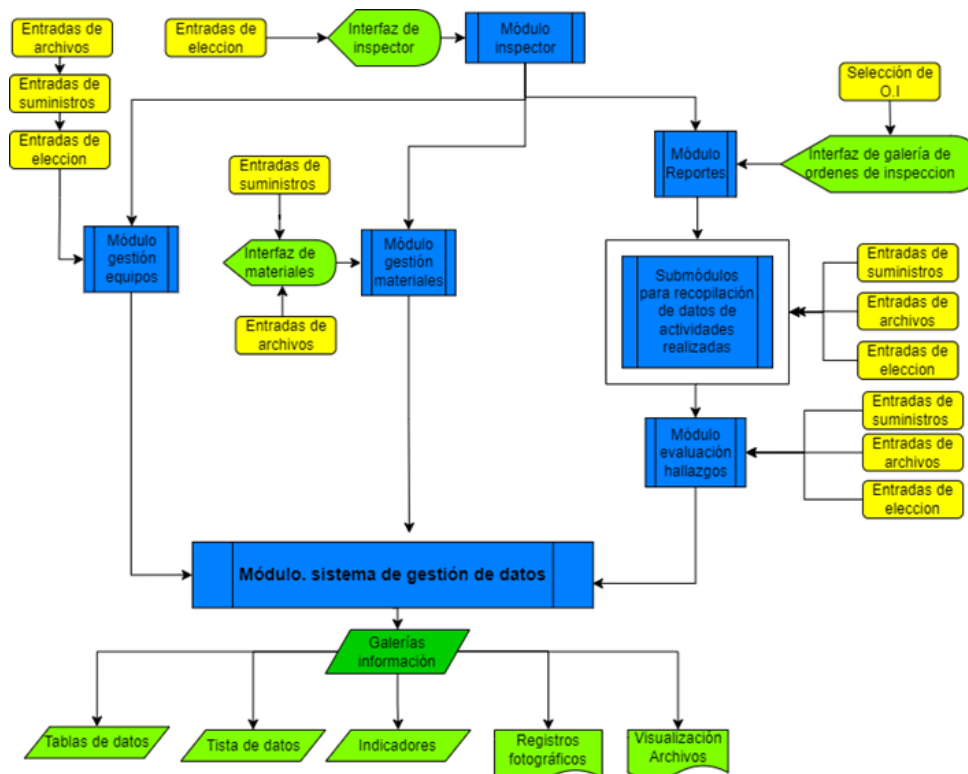 Entradas de
archivos
Entradas de
suministros
Entradas de
eleccion
Entradas de
eleccion
Interfaz de
inspector
Módulo
inspector
Selección de
O.I
Interfaz de galería de
ordenes de inspeccion
Módulo
Reportes
Entradas de
suministros
Interfaz de
materiales
Entradas de
archivos
Módulo
gestión
equipos
Módulo
gestión
materiales
Submódulos
para recopilación
de datos de
actividades
realizadas
Entradas de
suministros
Entradas de
archivos
Entradas de
eleccion
Módulo
evaluación
hallazgos
Entradas de
suministros
Entradas de
archivos
Entradas de
eleccion
Módulo. sistema de gestión de datos
Galerías
información
Tablas de datos
Tista de datos
Indicadores
Registros
fotográficos
Visualización
Archivos